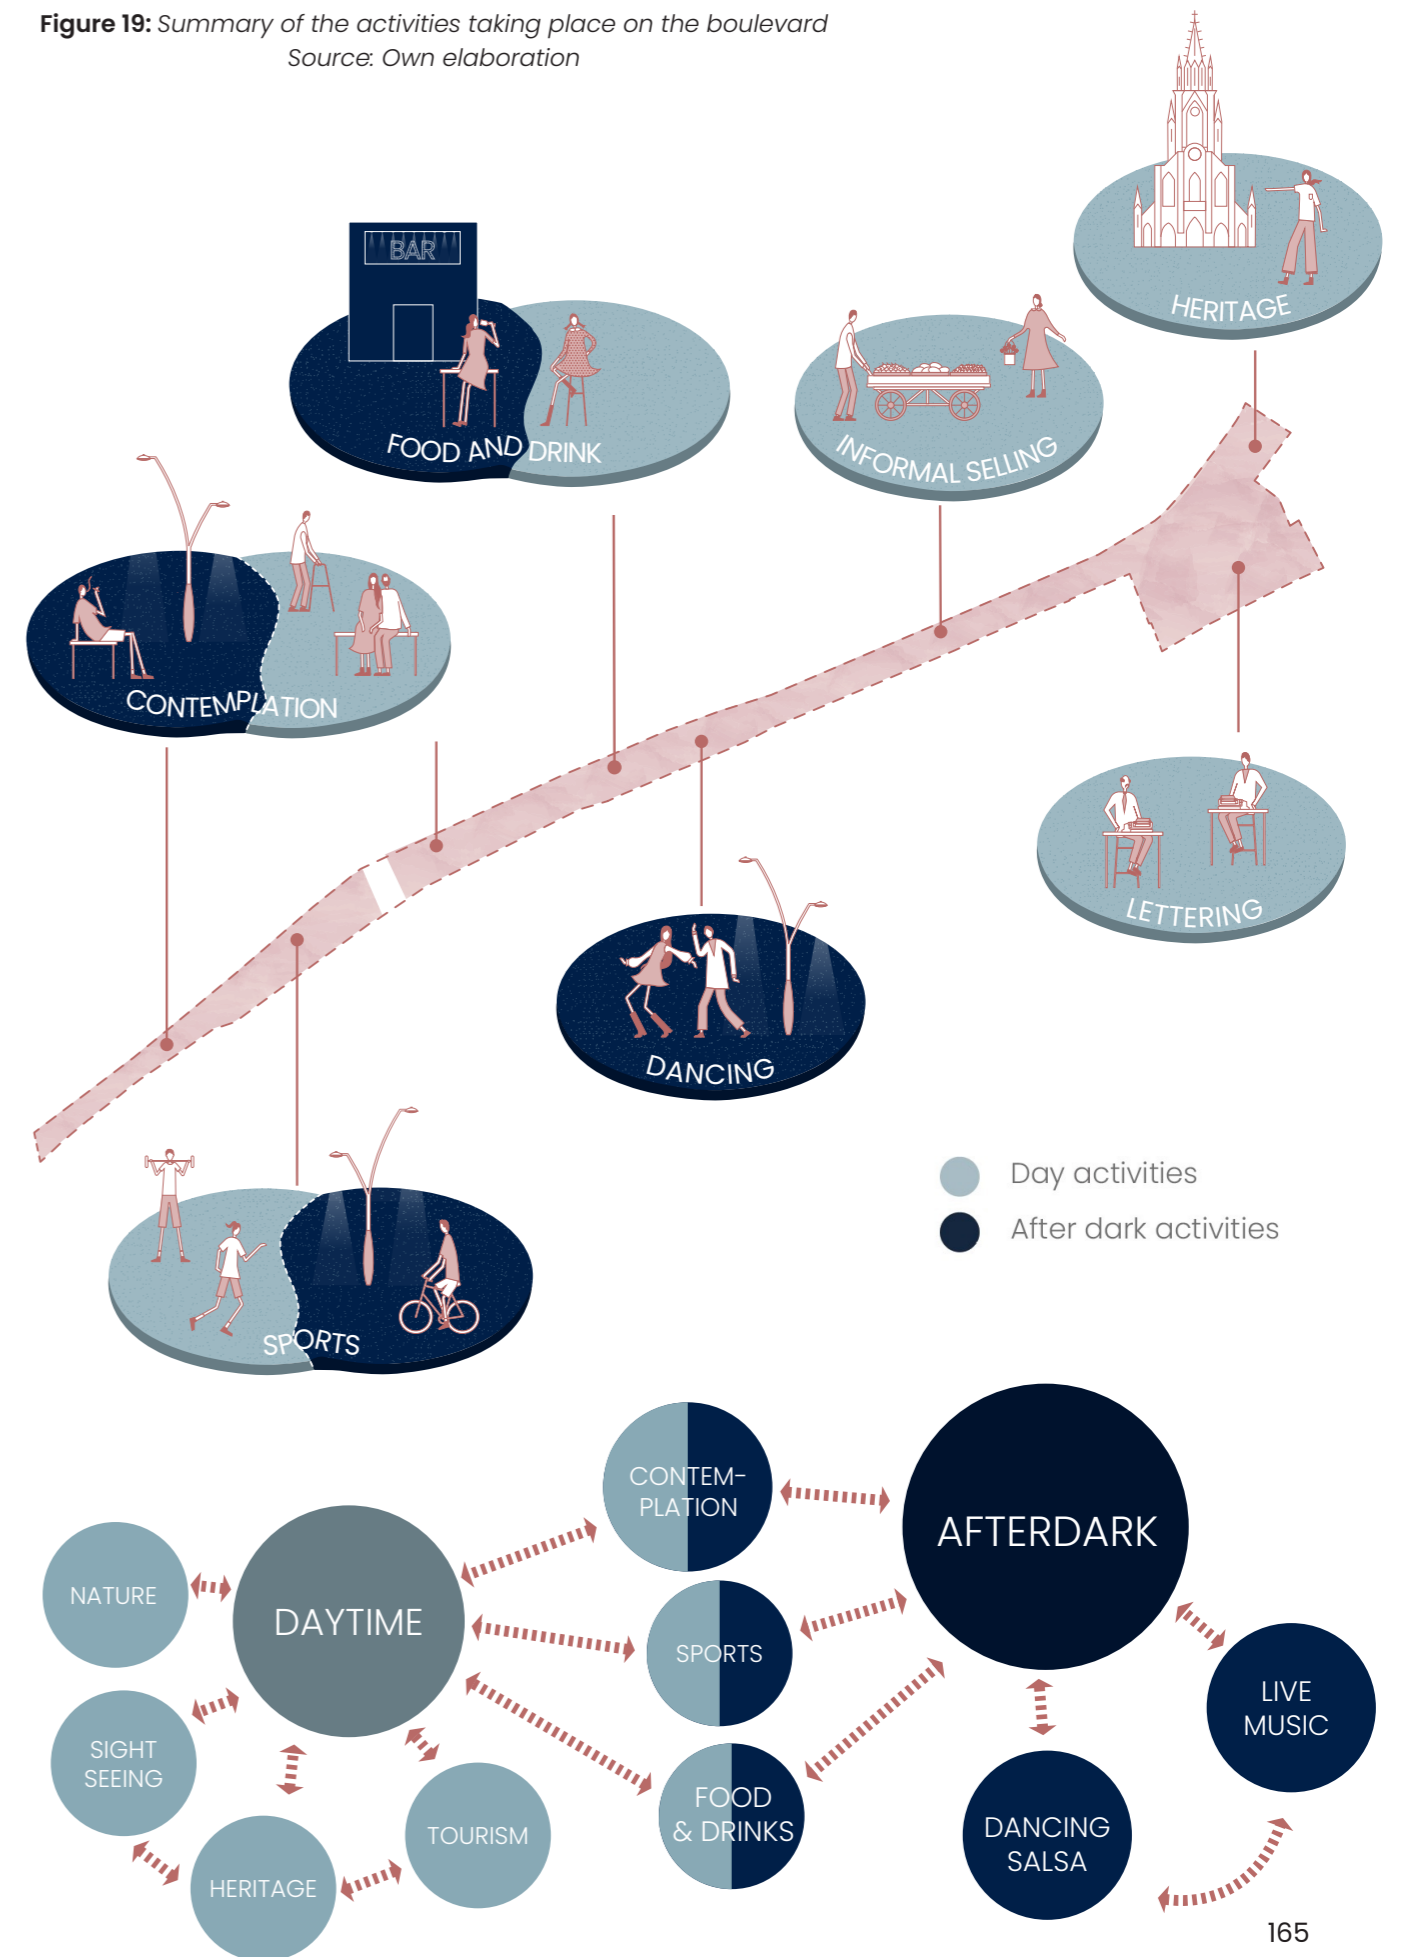 Figure 19: Summary of the activities taking place on the boulevard
Source: Own elaboration
HERITAGE
BAR
FOOD AND DRINK
INFORMAL SELLING
CONTEMPLATION
LETTERING
DANCING
SPORTS
Day activities
After dark activities
CONTEM-
PLATION
AFTERDARK
NATURE
DAYTIME
SPORTS
LIVE
MUSIC
SIGHT
SEEING
FOOD
& DRINKS
TOURISM
DANCING
SALSA
HERITAGE
165